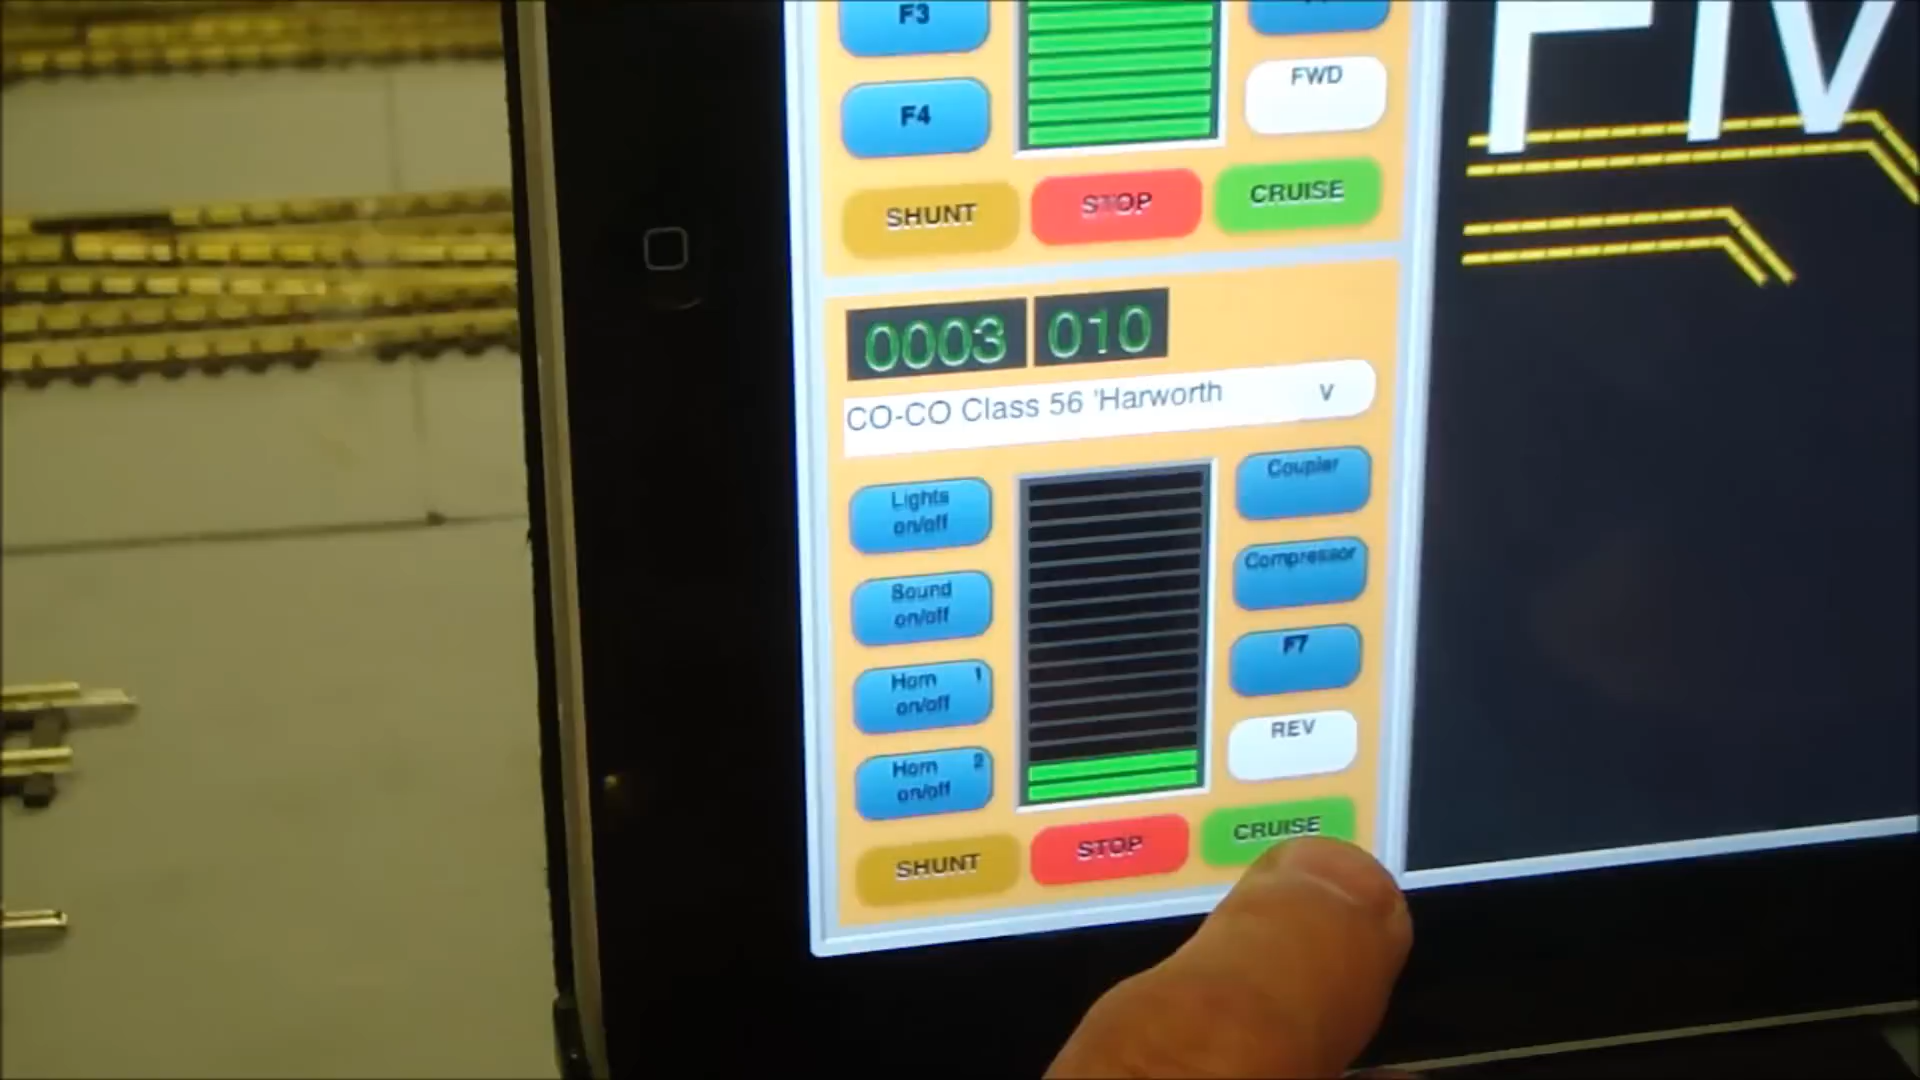 F3
F4
FWD
SHUNT
STOP
CRUISE
0003
010
CO-CO Class 56 'Harworth
v
Lights
on/off
Coupler
Sound
on/off
Compressor
Horn 1
on/off
F7
Horn 2
on/off
REV
SHUNT
STOP
CRUISE